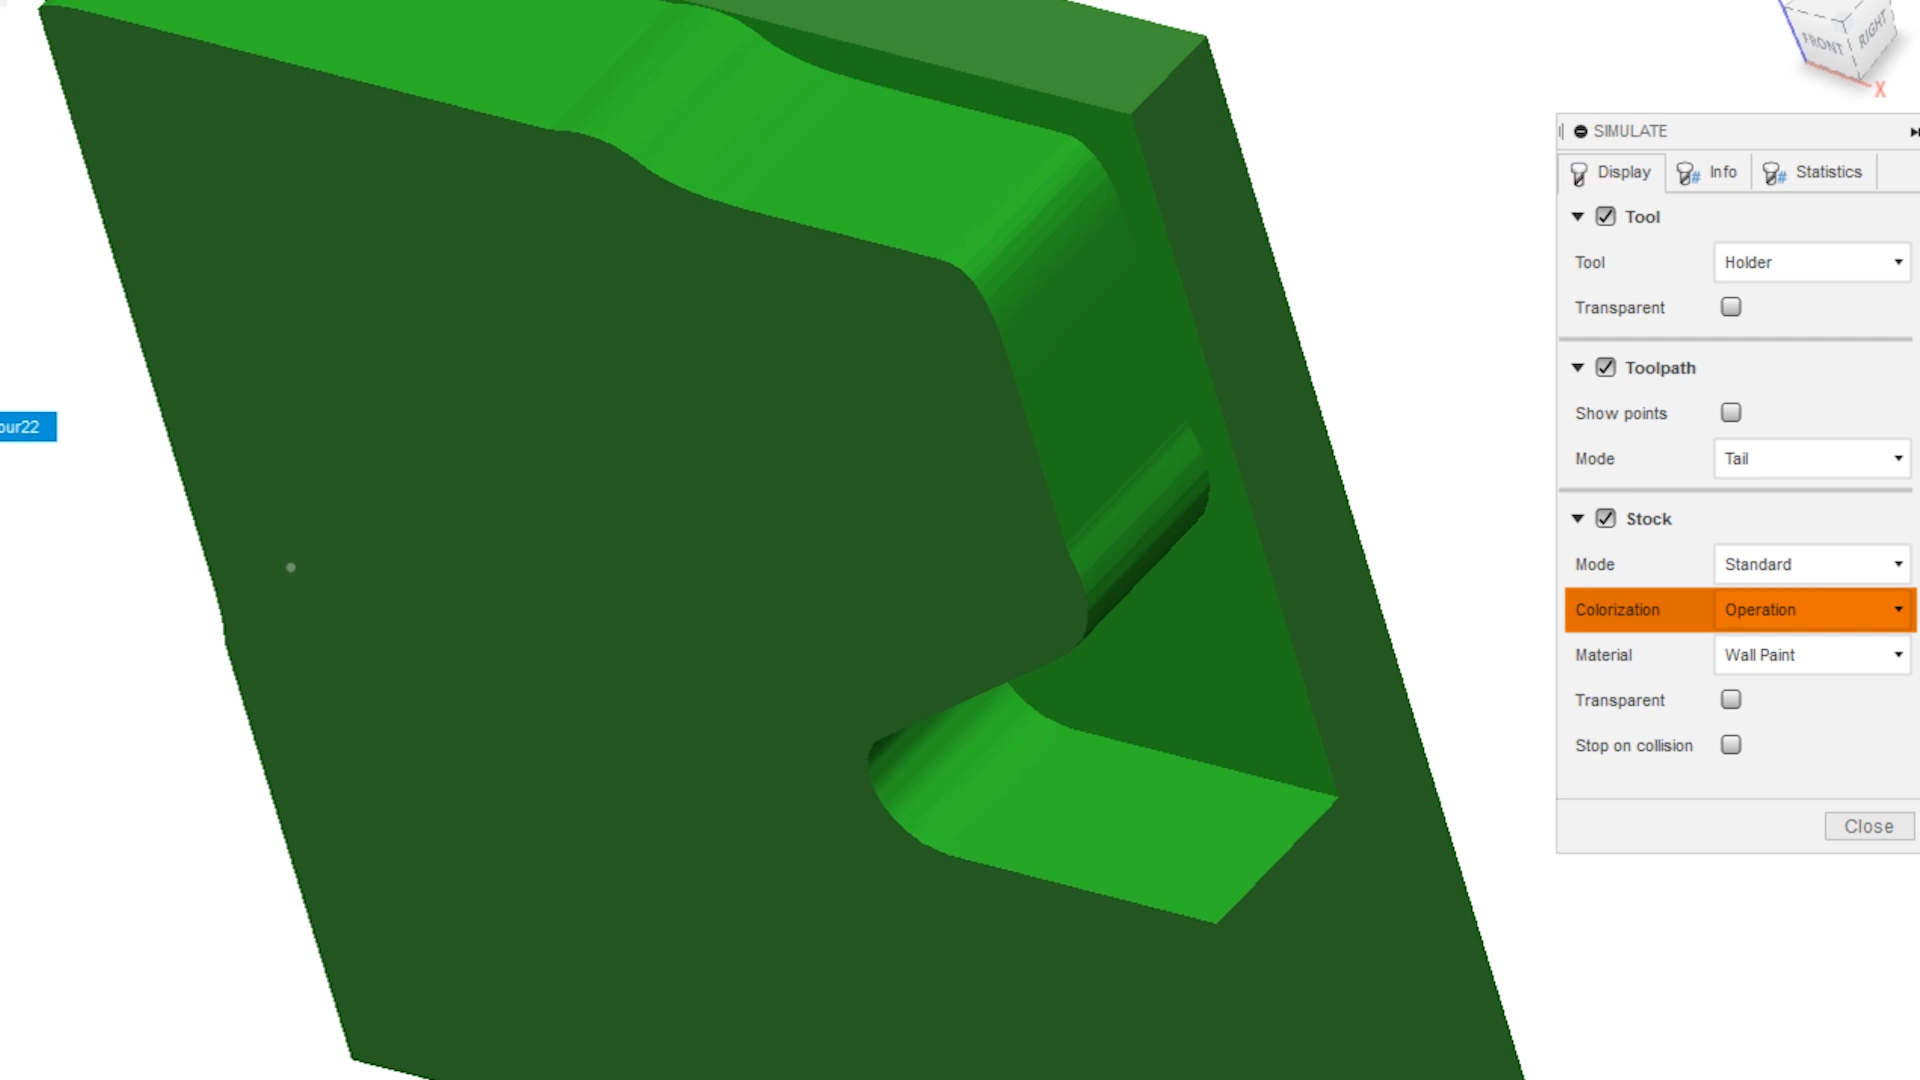 FRONT
RIGHT
X
SIMULATE
Display
Info
Statistics
Tool
Tool
Holder
Transparent
Toolpath
Show points
Mode
Tail
Stock
Mode
Standard
Colorization
Operation
Material
Wall Paint
Transparent
Stop on collision
Close
our22